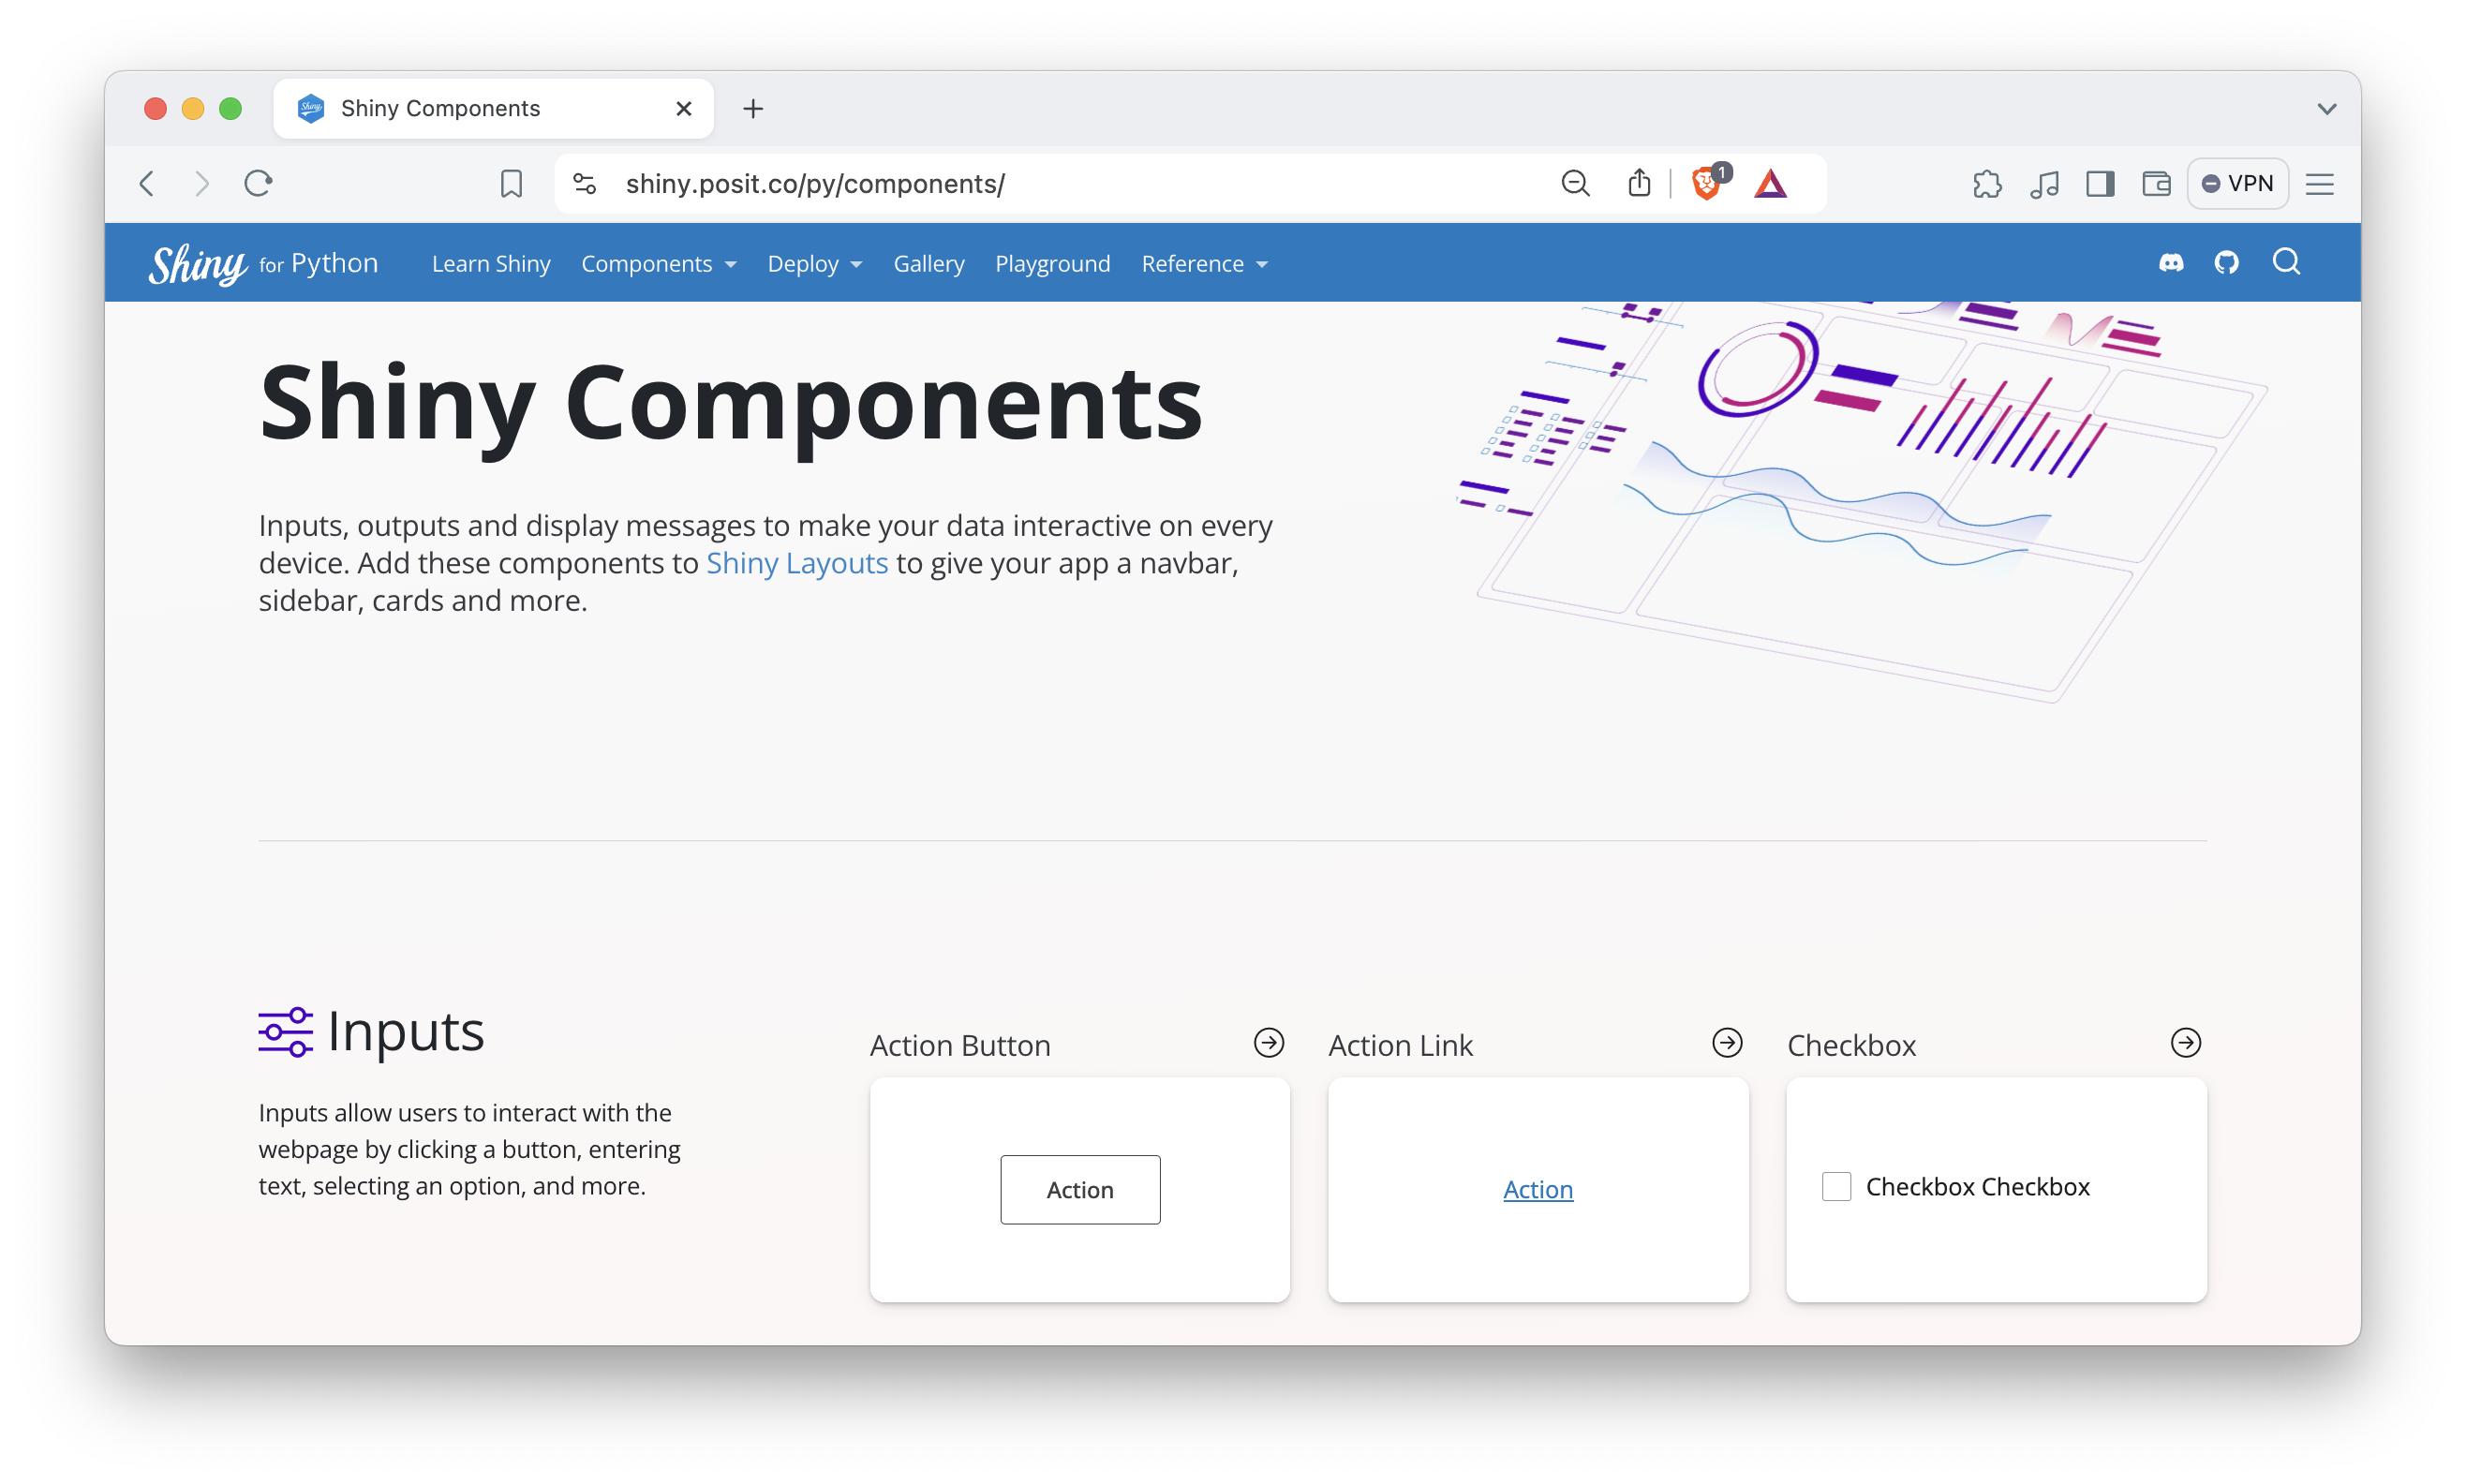 Shiny Components
shiny.posit.co/py/components/
1
VPN
Shiny for Python
Learn Shiny
Components
Deploy
Gallery
Playground
Reference
Shiny Components
Inputs, outputs and display messages to make your data interactive on every
device. Add these components to Shiny Layouts to give your app a navbar,
sidebar, cards and more.
Inputs
Inputs allow users to interact with the
webpage by clicking a button, entering
text, selecting an option, and more.
Action Button
Action
Action Link
Action
Checkbox
Checkbox Checkbox